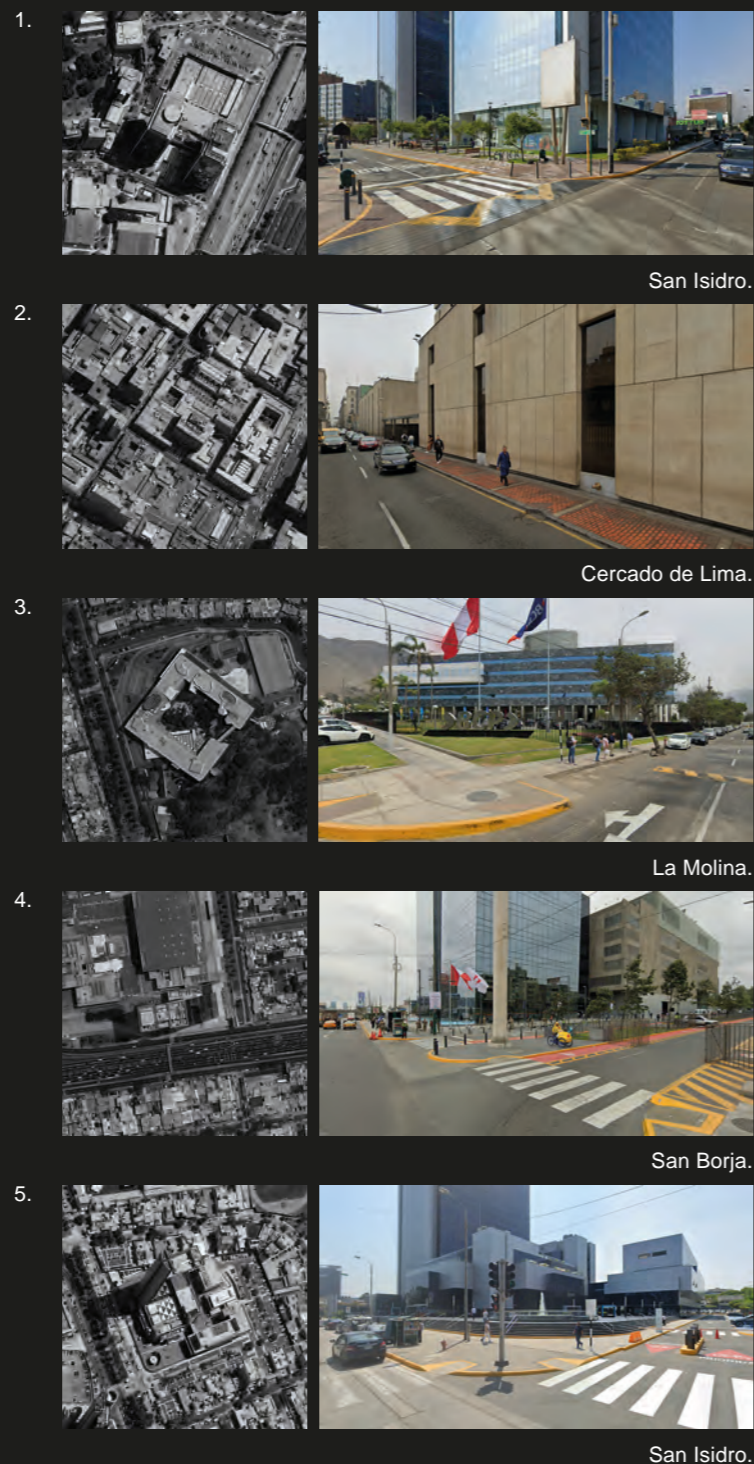 1.
San Isidro.
2.
Cercado de Lima.
3.
La Molina.
4.
San Borja.
5.
San Isidro.